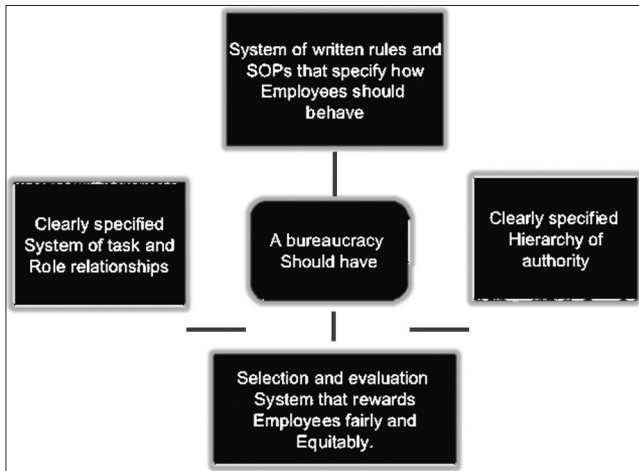 System of written rules and
SOPs that specify how
Employees should
behave
Clearly specified
System of task and
Role relationships
A bureaucracy
Should have
Clearly specified
Hierarchy of
authority
Selection and evaluation
System that rewards
Employees fairly and
Equitably.